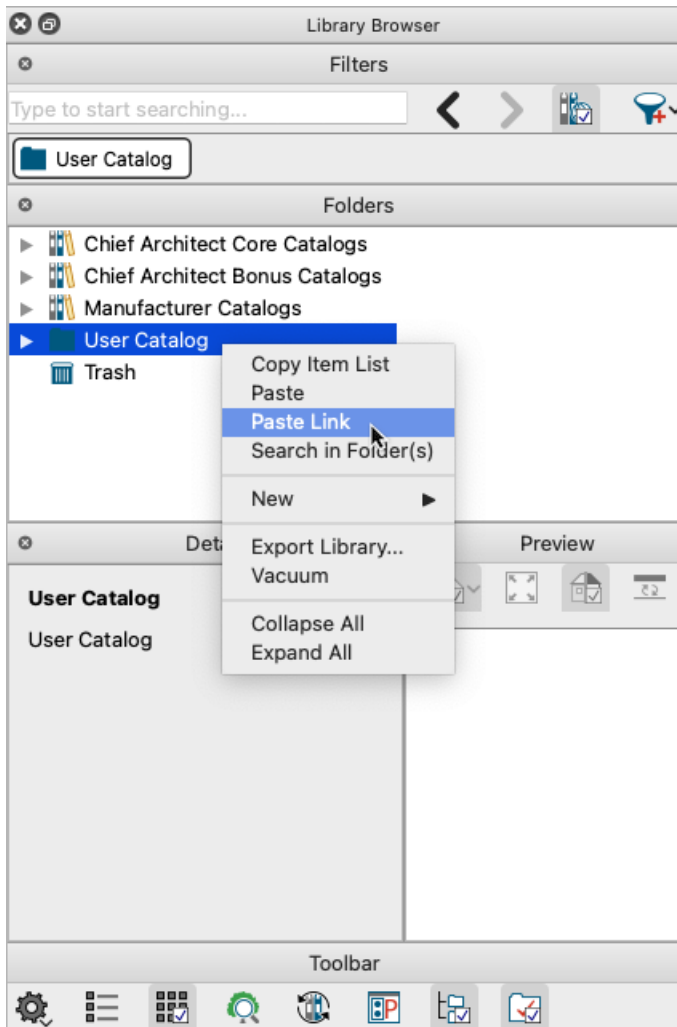 Library Browser
Filters
Type to start searching...
User Catalog
Folders
Chief Architect Core Catalogs
Chief Architect Bonus Catalogs
Manufacturer Catalogs
User Catalog
Trash
Copy Item List
Paste
Paste Link
Search in Folder(s)
New
Export Library...
Vacuum
Collapse All
Expand All
Preview
User Catalog
User Catalog
Toolbar
P